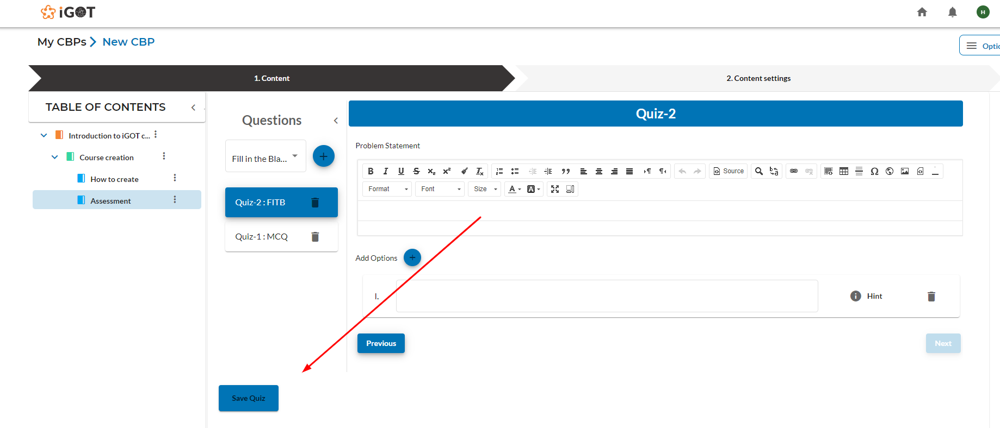 iGOT
H
My CBPs > New CBP
Optio
1. Content
2. Content settings
TABLE OF CONTENTS
Introduction to iGOT c...
Course creation
How to create
Assessment
Questions
Fill in the Bla...
Quiz-2 : FITB
Quiz-1 : MCQ
Save Quiz
Quiz-2
Problem Statement
Source
Format Font Size
Add Options
I.
Hint
Previous
Next